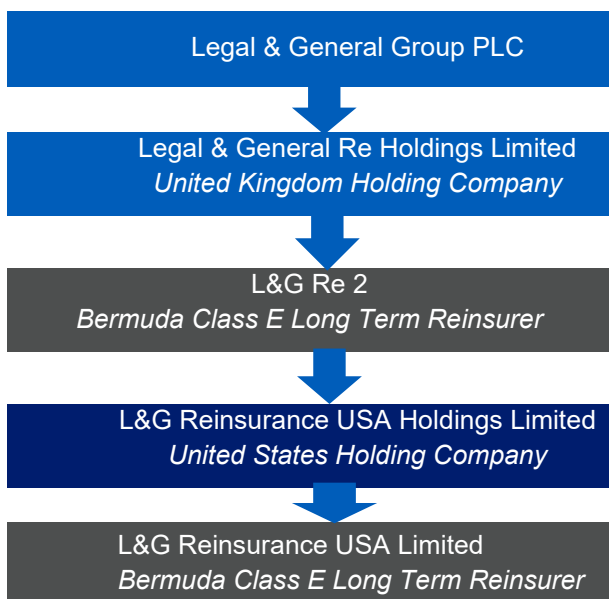 Legal & General Group PLC
Legal & General Re Holdings Limited
United Kingdom Holding Company
L&G Re 2
Bermuda Class E Long Term Reinsurer
L&G Reinsurance USA Holdings Limited
United States Holding Company
L&G Reinsurance USA Limited
Bermuda Class E Long Term Reinsurer